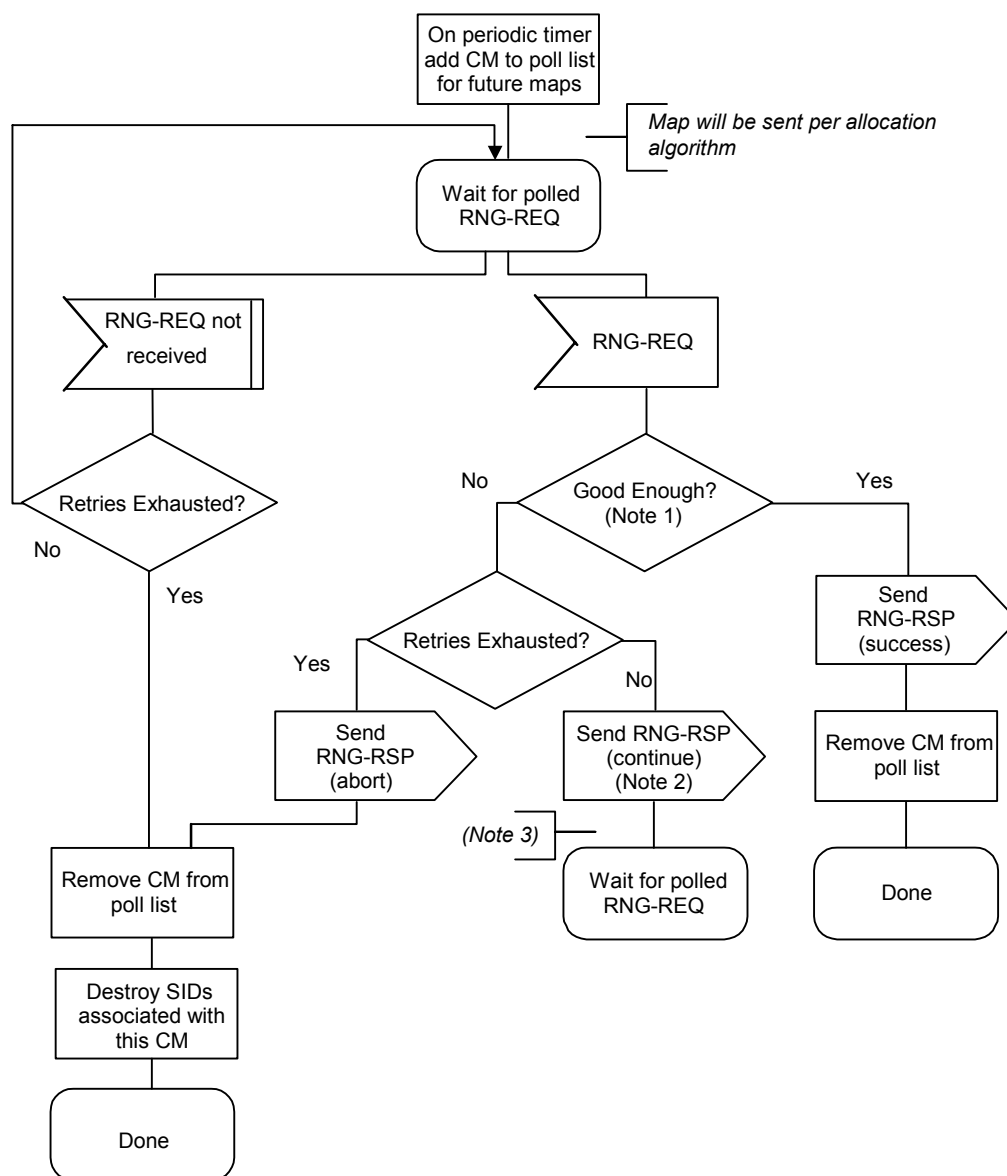 On periodic timer
add CM to poll list
for future maps
Map will be sent per allocation
algorithm
Wait for polled
RNG-REQ
RNG-REQ not
received
RNG-REQ
Retries Exhausted?
No
Yes
No
Good Enough?
(Note 1)
Yes
Retries Exhausted?
Yes
No
Send
RNG-RSP
(success)
Send
RNG-RSP
(abort)
Send RNG-RSP
(continue)
(Note 2)
Remove CM from
poll list
(Note 3)
Wait for polled
RNG-REQ
Done
Remove CM from
poll list
Destroy SIDs
associated with
this CM
Done